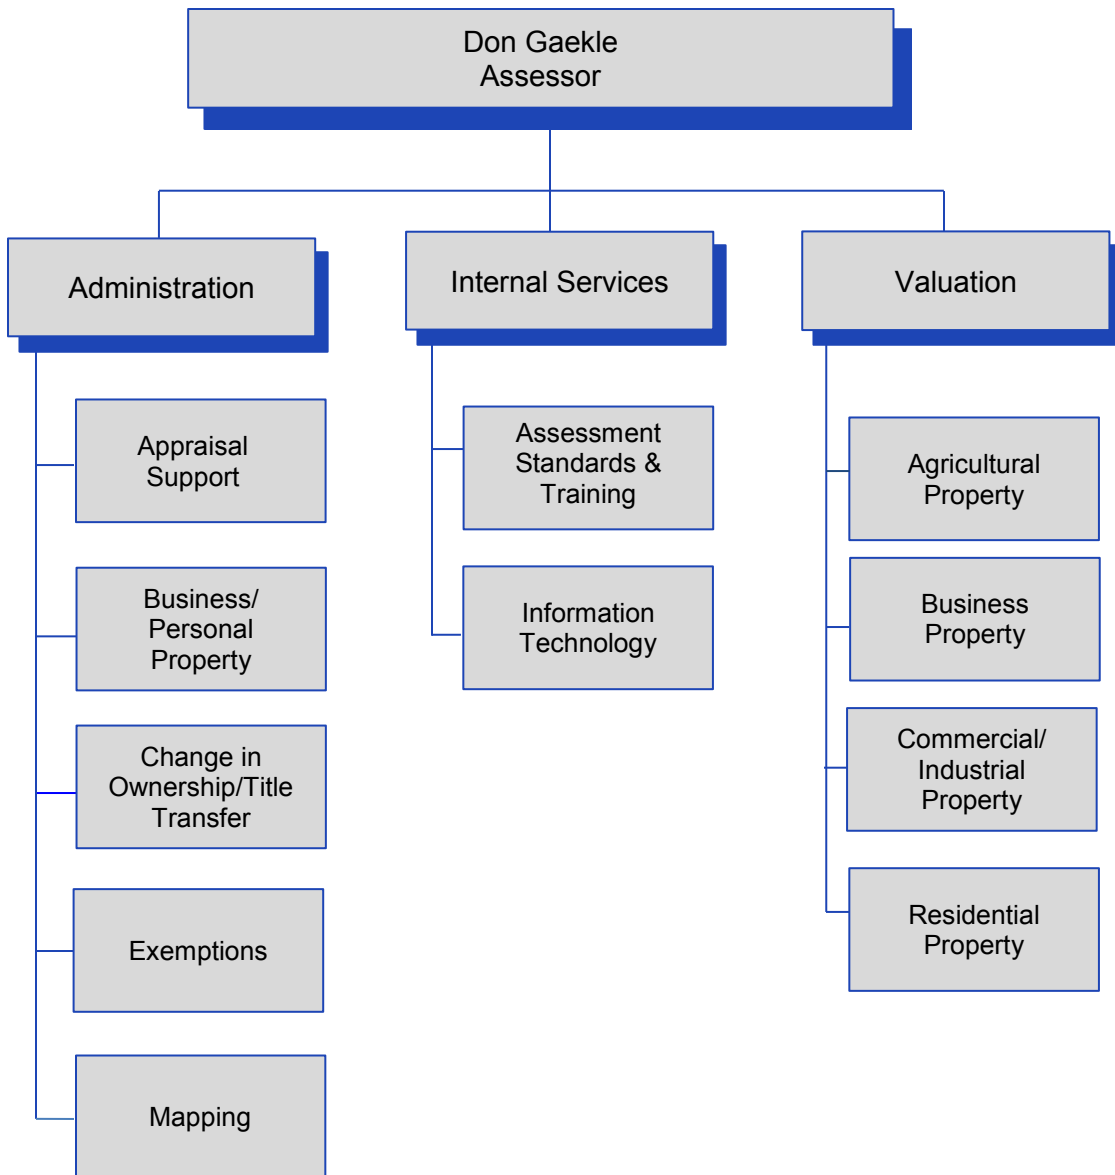 Don Gaekle
Assessor
Administration
Internal Services
Valuation
Appraisal
Support
Business/
Personal
Property
Change in
Ownership/Title
Transfer
Exemptions
Mapping
Assessment
Standards &
Training
Information
Technology
Agricultural
Property
Business
Property
Commercial/
Industrial
Property
Residential
Property